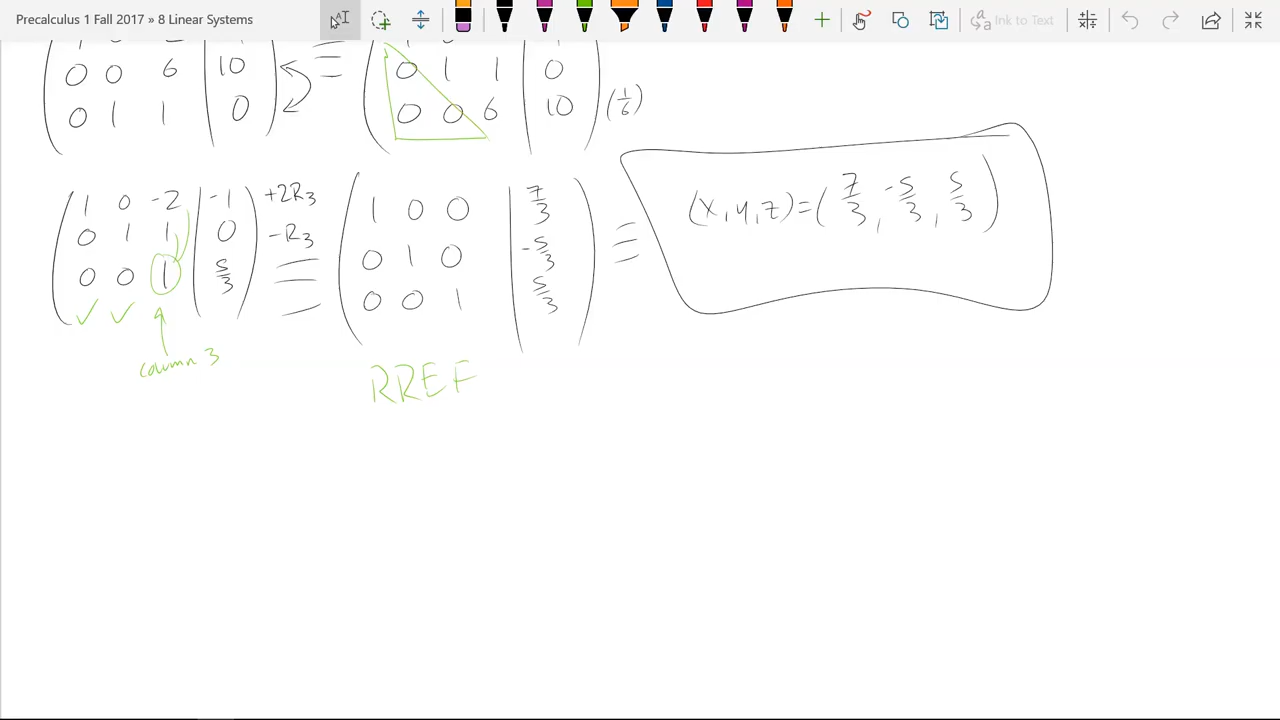 Precalculus 1 Fall 2017 » 8 Linear Systems
Ink to Text
0 0 6 | 10
0 1 1 | 0
≡
0 1 1 | 0
0 0 6 | 10 (1/6)
1 0 -2 | -1 +2R3
0 1 1 | 0 -R3
0 0 1 | 5/3
≡
1 0 0 | 7/3
0 1 0 | -5/3
0 0 1 | 5/3
≡
(x, y, z) = (7/3, -5/3, 5/3)
column 3
RREF